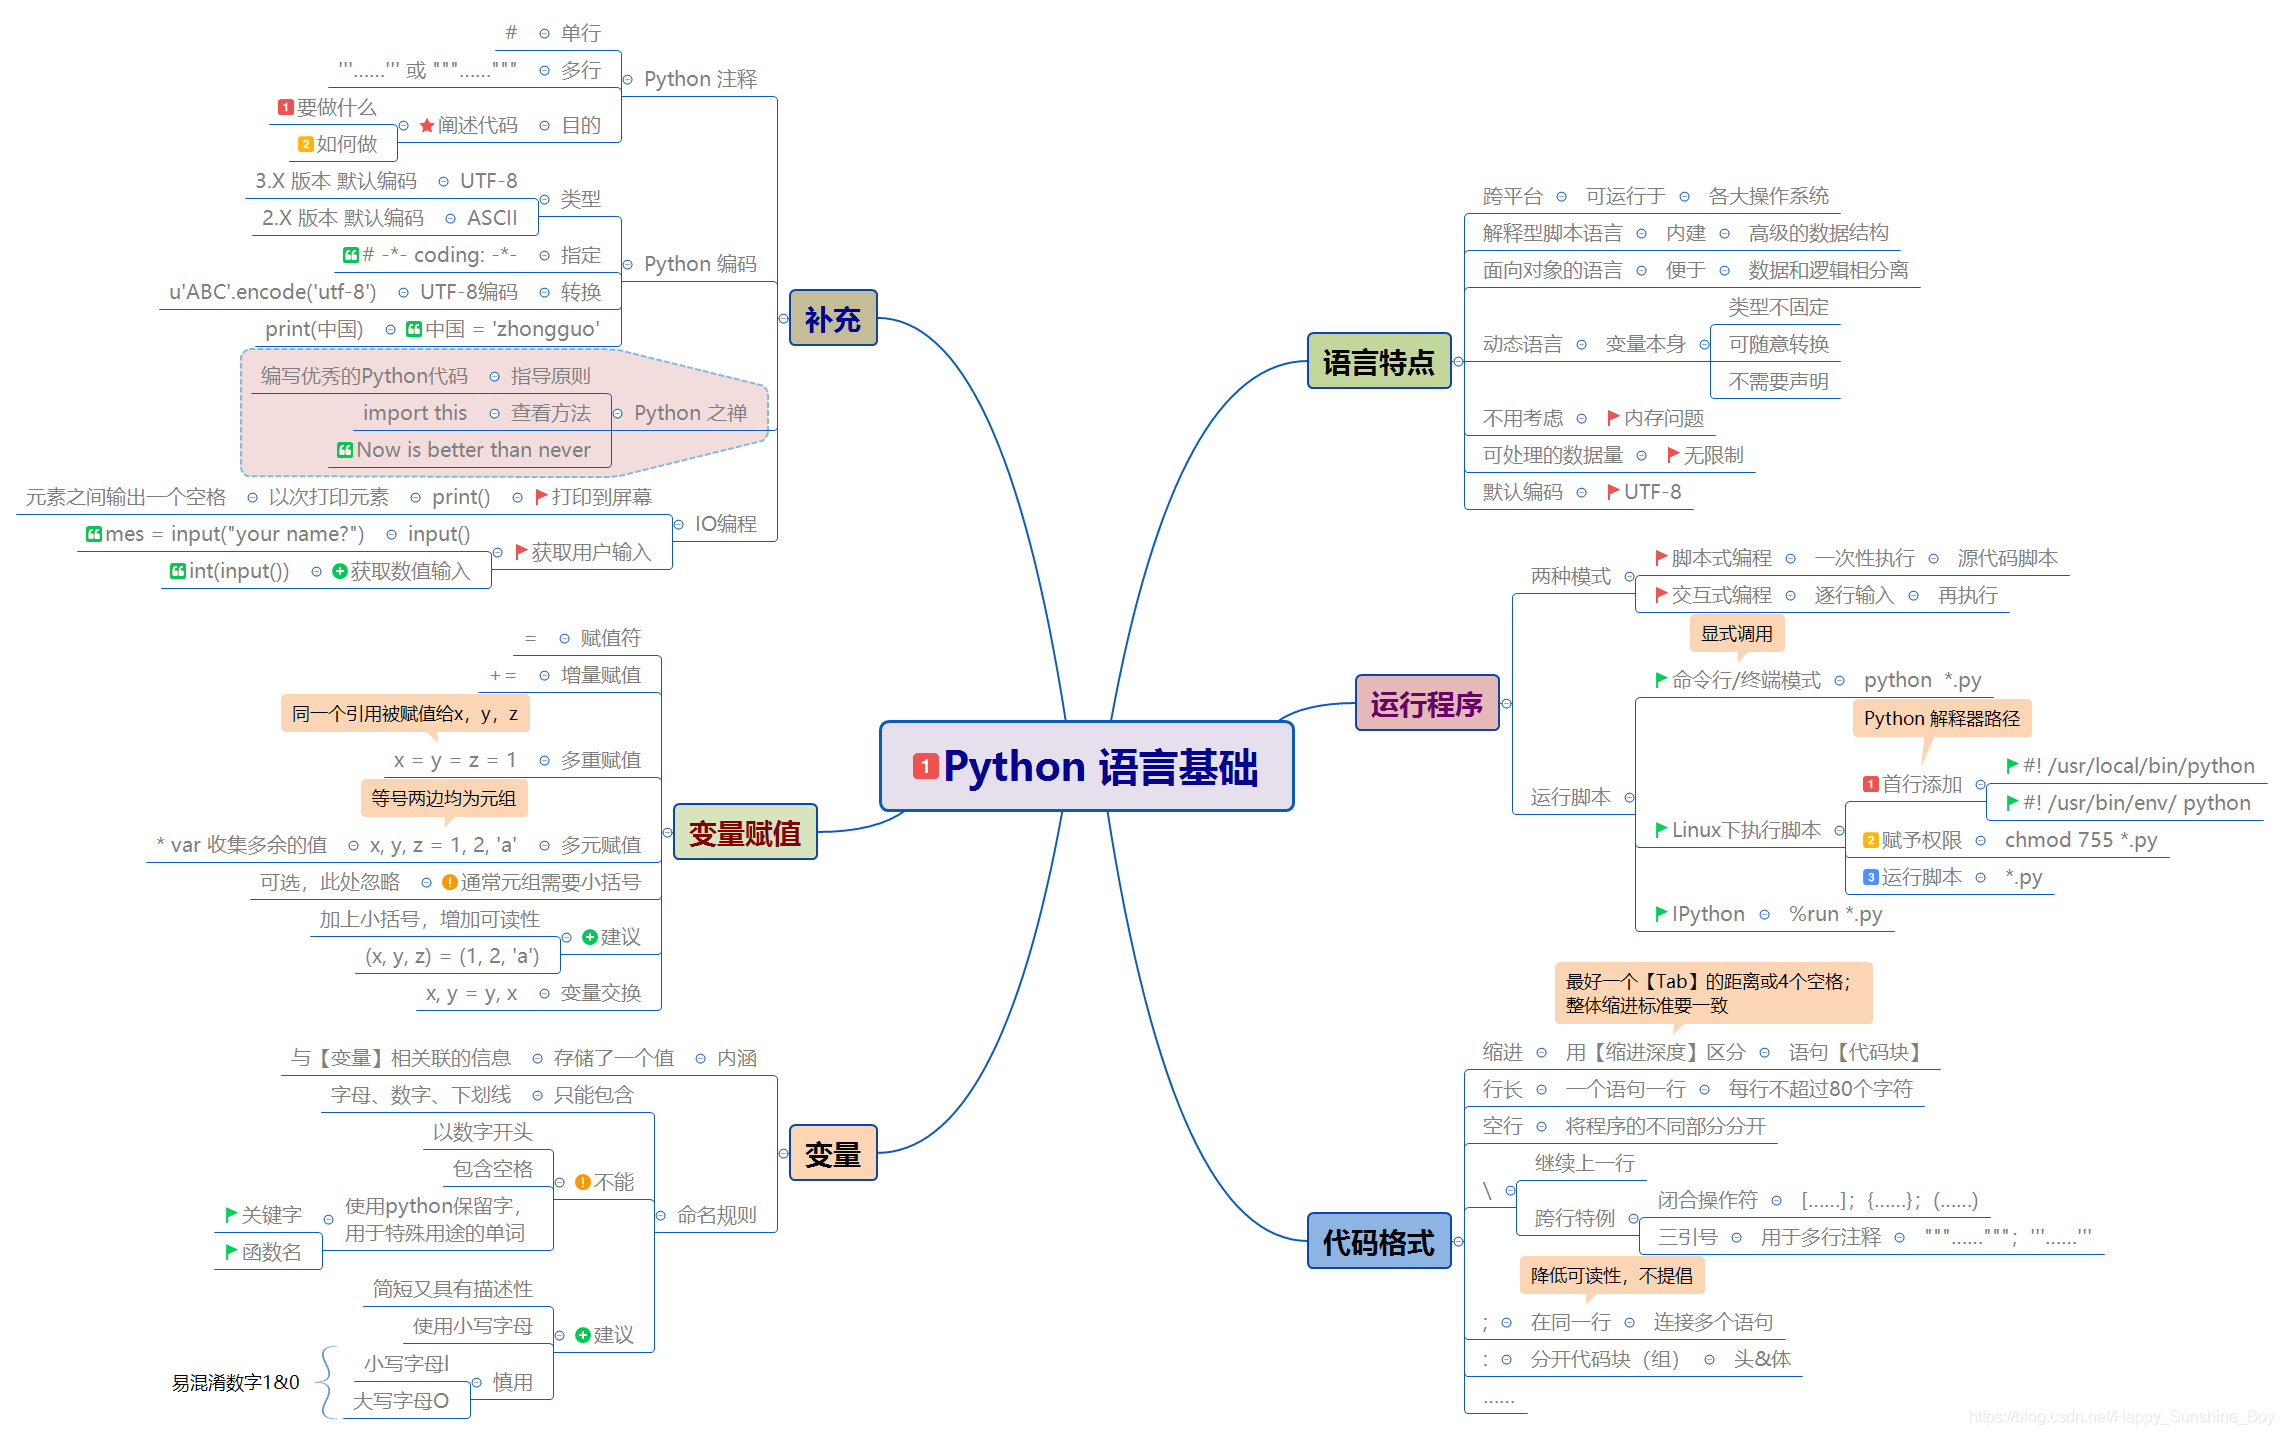 1 Python 语言基础
语言特点
跨平台 可运行于 各大操作系统
解释型脚本语言 内建 高级的数据结构
面向对象的语言 便于 数据和逻辑相分离
动态语言 变量本身
类型不固定
可随意转换
不需要声明
不用考虑 内存问题
可处理的数据量 无限制
默认编码 UTF-8
运行程序
两种模式
脚本式编程 一次性执行 源代码脚本
交互式编程 逐行输入 再执行
运行脚本
显式调用
命令行/终端模式 python *.py
Linux下执行脚本
Python 解释器路径
1 首行添加
#! /usr/local/bin/python
#! /usr/bin/env/ python
2 赋予权限 chmod 755 *.py
3 运行脚本 *.py
IPython %run *.py
代码格式
最好一个【Tab】的距离或4个空格；
整体缩进标准要一致
缩进 用【缩进深度】区分 语句【代码块】
行长 一个语句一行 每行不超过80个字符
空行 将程序的不同部分分开
\
继续上一行
跨行特例
闭合操作符 [......]；{......}；(......)
三引号 用于多行注释 """......"""；'''......'''
降低可读性，不提倡
; 在同一行 连接多个语句
: 分开代码块（组） 头&体
......
补充
Python 注释
# 单行
'''......''' 或 """......""" 多行
阐述代码 目的
1 要做什么
2 如何做
Python 编码
类型
3.X 版本 默认编码 UTF-8
2.X 版本 默认编码 ASCII
# -*- coding: -*- 指定
u'ABC'.encode('utf-8') UTF-8编码 转换
print(中国) 中国 = 'zhongguo'
Python 之禅
编写优秀的Python代码 指导原则
import this 查看方法
Now is better than never
IO编程
元素之间输出一个空格 以次打印元素 print() 打印到屏幕
获取用户输入
mes = input("your name?") input()
int(input()) 获取数值输入
变量赋值
= 赋值符
+= 增量赋值
同一个引用被赋值给x，y，z
x = y = z = 1 多重赋值
等号两边均为元组
* var 收集多余的值 x, y, z = 1, 2, 'a' 多元赋值
可选，此处忽略 通常元组需要小括号
建议
加上小括号，增加可读性
(x, y, z) = (1, 2, 'a')
x, y = y, x 变量交换
变量
与【变量】相关联的信息 存储了一个值 内涵
命名规则
字母、数字、下划线 只能包含
不能
以数字开头
包含空格
使用python保留字，
用于特殊用途的单词
关键字
函数名
建议
简短又具有描述性
使用小写字母
慎用
小写字母l
大写字母O
易混淆数字1&0
https://blog.csdn.net/Happy_Sunshine_Boy